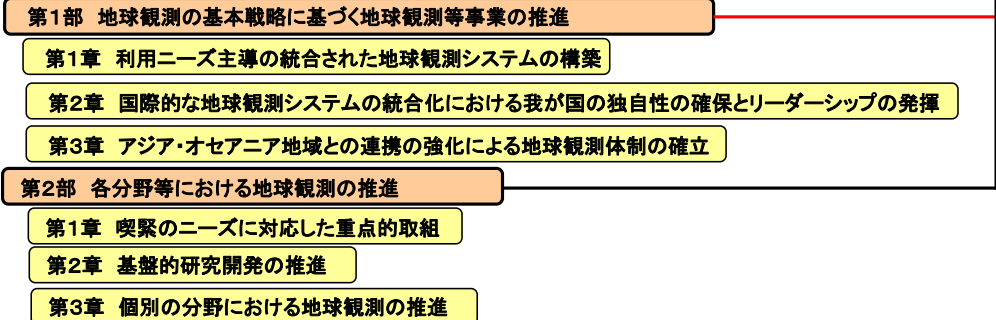 第1部 地球観測の基本戦略に基づく地球観測等事業の推進
第1章 利用ニーズ主導の統合された地球観測システムの構築
第2章 国際的な地球観測システムの統合化における我が国の独自性の確保とリーダーシップの発揮
第3章 アジア・オセアニア地域との連携の強化による地球観測体制の確立
第2部 各分野等における地球観測の推進
第1章 喫緊のニーズに対応した重点的取組
第2章 基盤的研究開発の推進
第3章 個別の分野における地球観測の推進